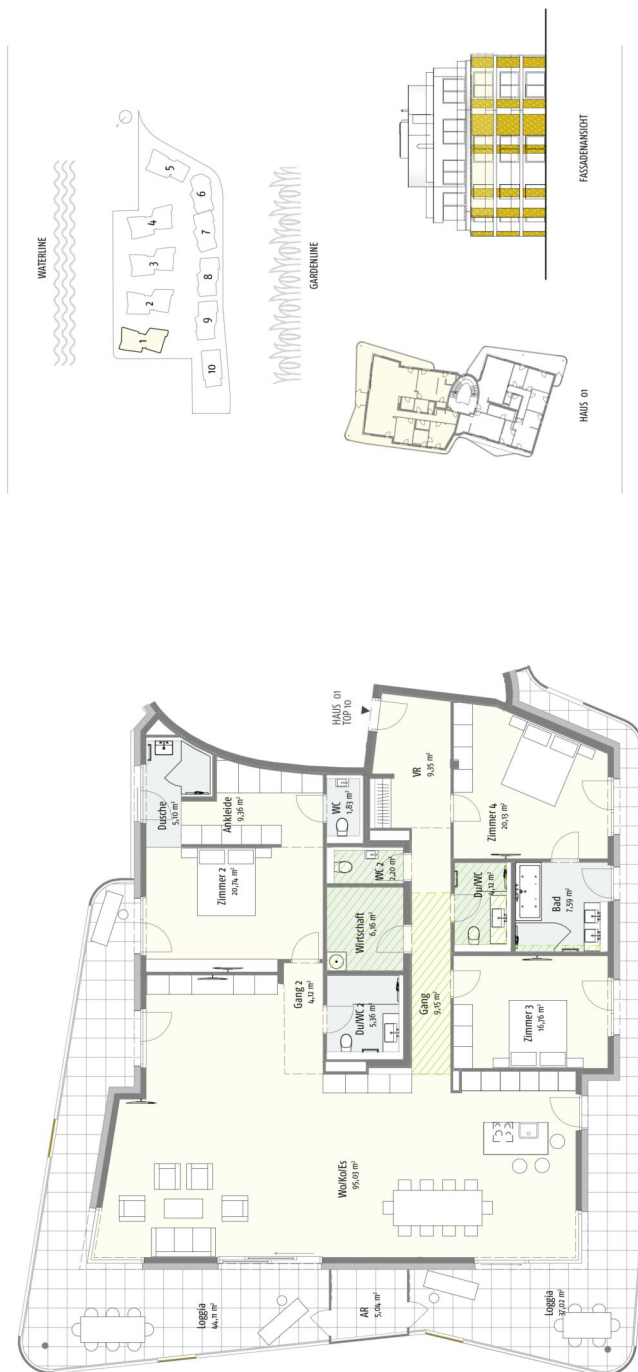 WATERLINE
1
2
3
4
5
6
7
8
9
10
GARDENLINE
HAUS 01
FASSADENANSICHT
HAUS 01
TOP 10
Dusche
5,10 m²
Ankleide
9,36 m²
Zimmer 2
20,74 m²
WC
1,83 m²
WC 2
2,20 m²
Wirtschaft
6,16 m²
VR
9,35 m²
Gang 2
4,12 m²
Du/WC 2
5,36 m²
Gang
9,15 m²
Zimmer 4
20,13 m²
Du/WC
4,12 m²
Bad
7,59 m²
Zimmer 3
16,76 m²
Wo/Ko/Es
95,03 m²
Loggia
44,11 m²
AR
5,04 m²
Loggia
37,02 m²